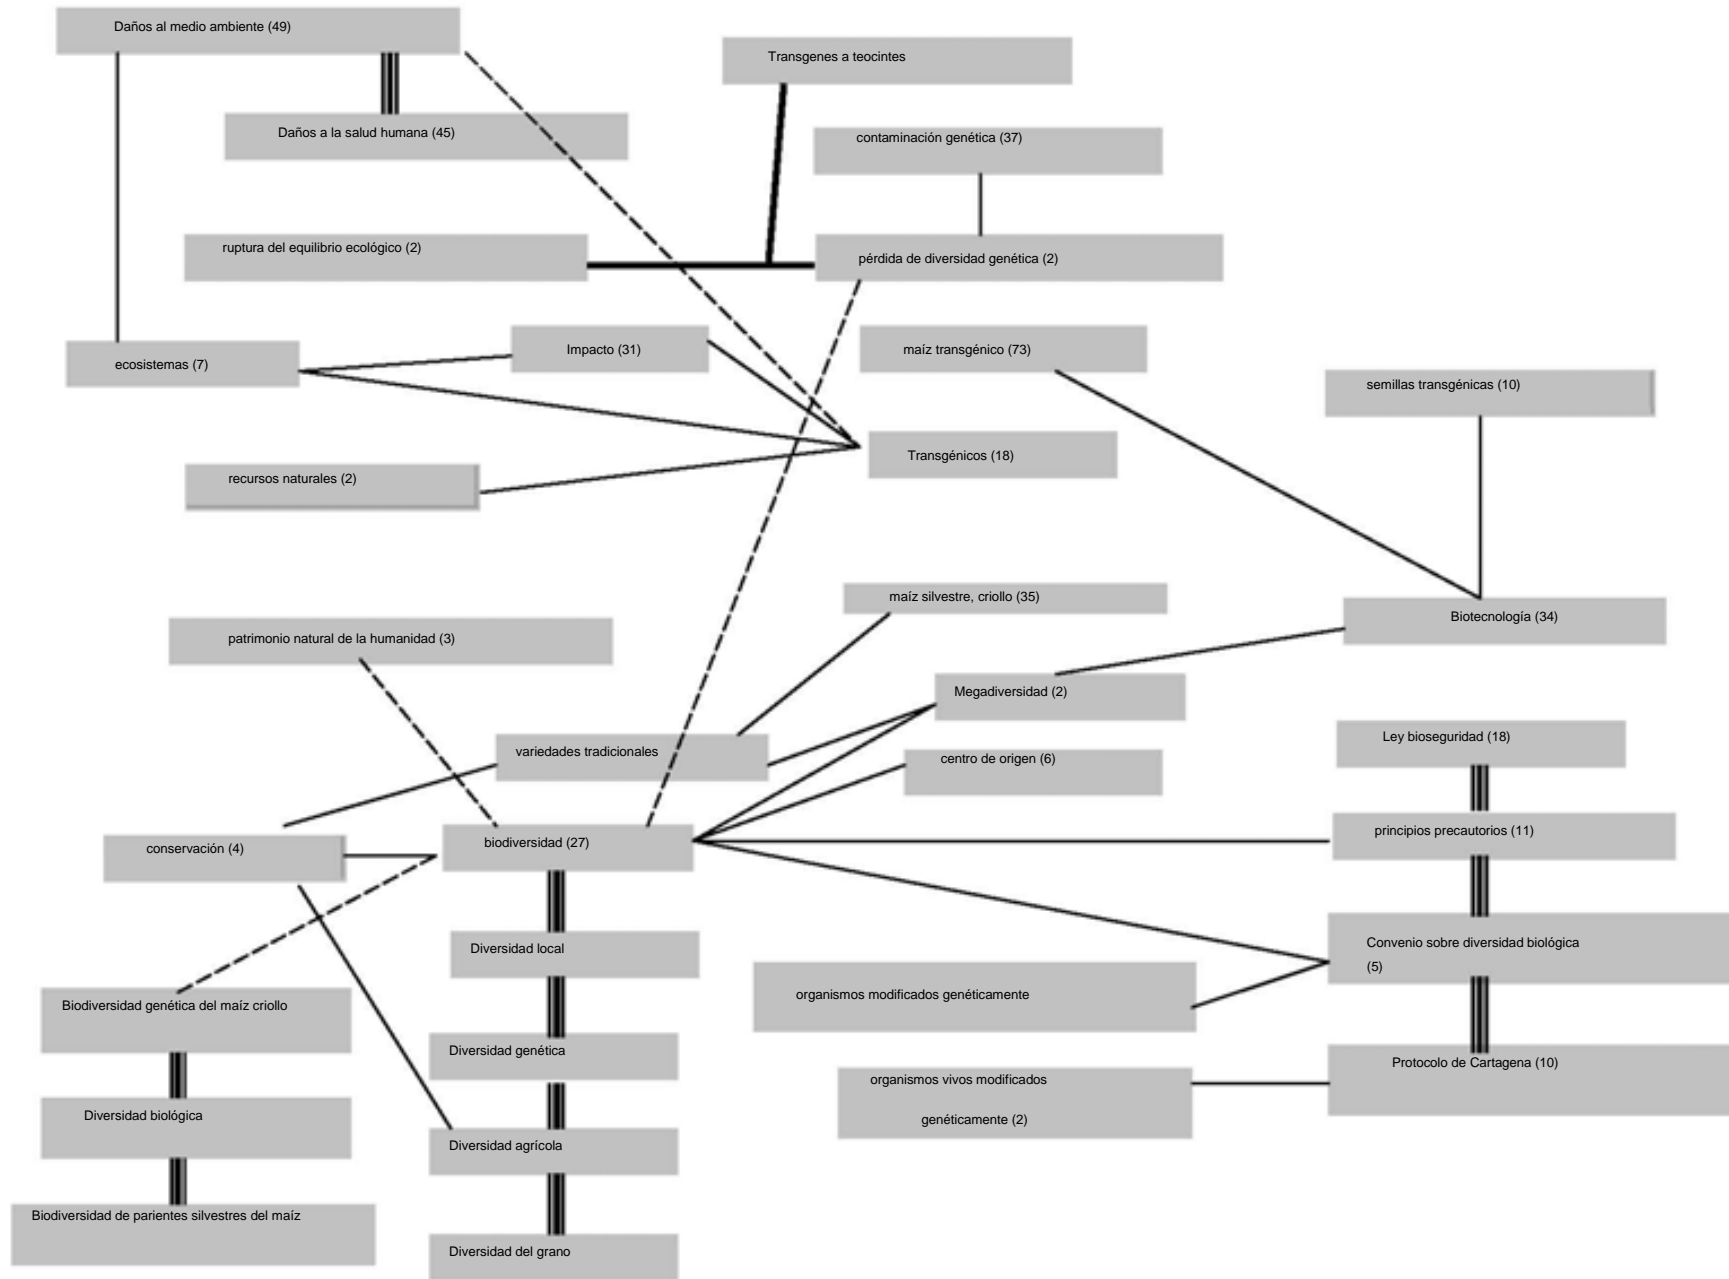 Daños al medio ambiente (49)
Transgenes a teocintes
Daños a la salud humana (45)
contaminación genética (37)
ruptura del equilibrio ecológico (2)
pérdida de diversidad genética (2)
Impacto (31)
maíz transgénico (73)
ecosistemas (7)
semillas transgénicas (10)
Transgénicos (18)
recursos naturales (2)
maíz silvestre, criollo (35)
Biotecnología (34)
patrimonio natural de la humanidad (3)
Megadiversidad (2)
Ley bioseguridad (18)
variedades tradicionales
centro de origen (6)
principios precautorios (11)
conservación (4)
biodiversidad (27)
Diversidad local
Convenio sobre diversidad biológica
(5)
organismos modificados genéticamente
Biodiversidad genética del maíz criollo
Diversidad genética
Protocolo de Cartagena (10)
organismos vivos modificados
genéticamente (2)
Diversidad biológica
Diversidad agrícola
Biodiversidad de parientes silvestres del maíz
Diversidad del grano